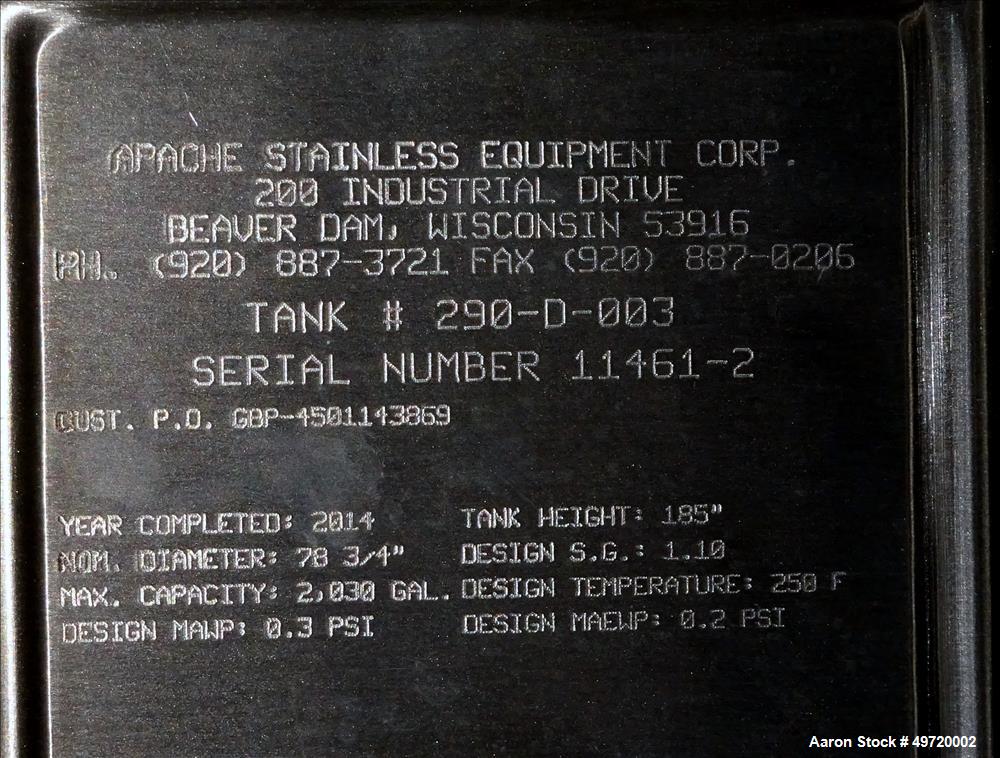 APACHE STAINLESS EQUIPMENT CORP.
200 INDUSTRIAL DRIVE
BEAVER DAM, WISCONSIN 53916
PH. (920) 887-3721 FAX (920) 887-0206
TANK # 290-D-003
SERIAL NUMBER 11461-2
CUST. P.O. GBP-4501143869
YEAR COMPLETED: 2014 TANK HEIGHT: 185"
NOM. DIAMETER: 78 3/4" DESIGN S.G.: 1.10
MAX. CAPACITY: 2,030 GAL. DESIGN TEMPERATURE: 250 F
DESIGN MAWP: 0.3 PSI DESIGN MAEWP: 0.2 PSI
Aaron Stock # 49720002